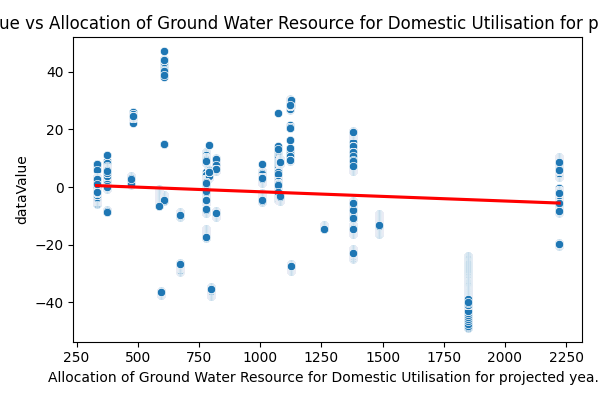 ue vs Allocation of Ground Water Resource for Domestic Utilisation for p
40
20
0
−20
−40
dataValue
250 500 750 1000 1250 1500 1750 2000 2250
Allocation of Ground Water Resource for Domestic Utilisation for projected yea.